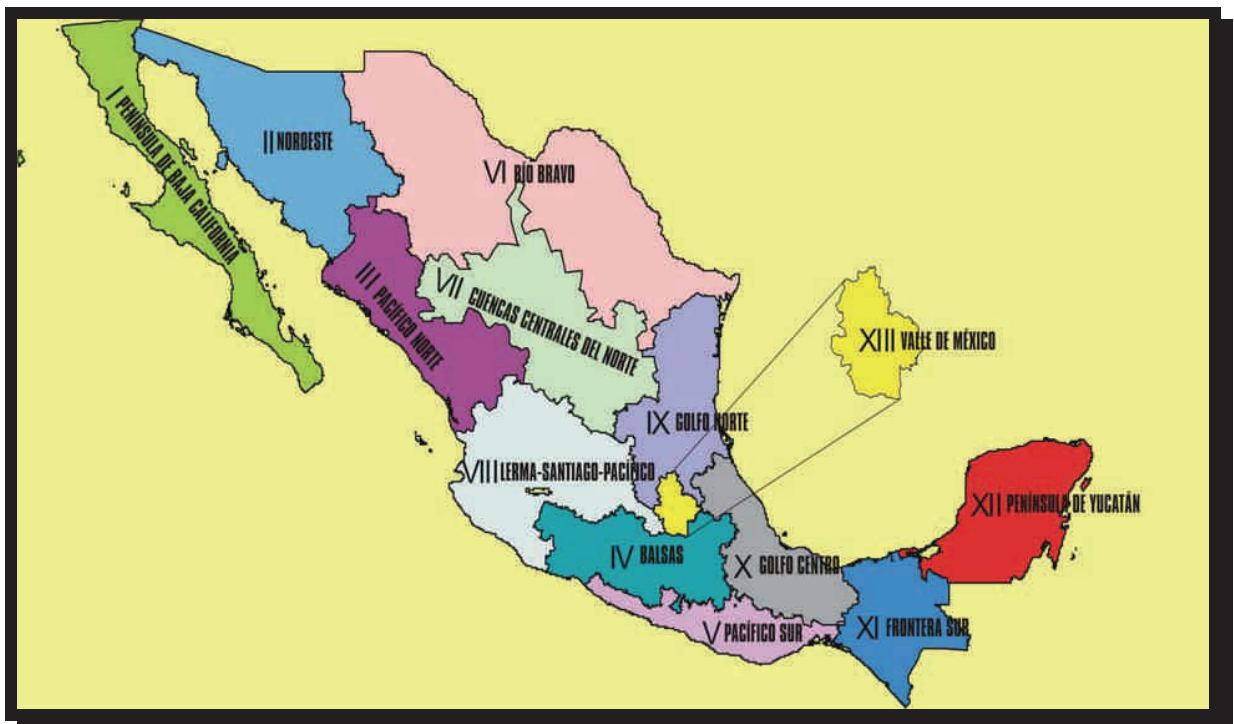 I PENÍNSULA DE BAJA CALIFORNIA
II NOROESTE
III PACÍFICO NORTE
VI RÍO BRAVO
VII CUENCAS CENTRALES DEL NORTE
XIII VALLE DE MÉXICO
IX GOLFO NORTE
VIII LERMA-SANTIAGO-PACÍFICO
XII PENÍNSULA DE YUCATÁN
IV BALSAS
X GOLFO CENTRO
V PACÍFICO SUR
XI FRONTERA SUR